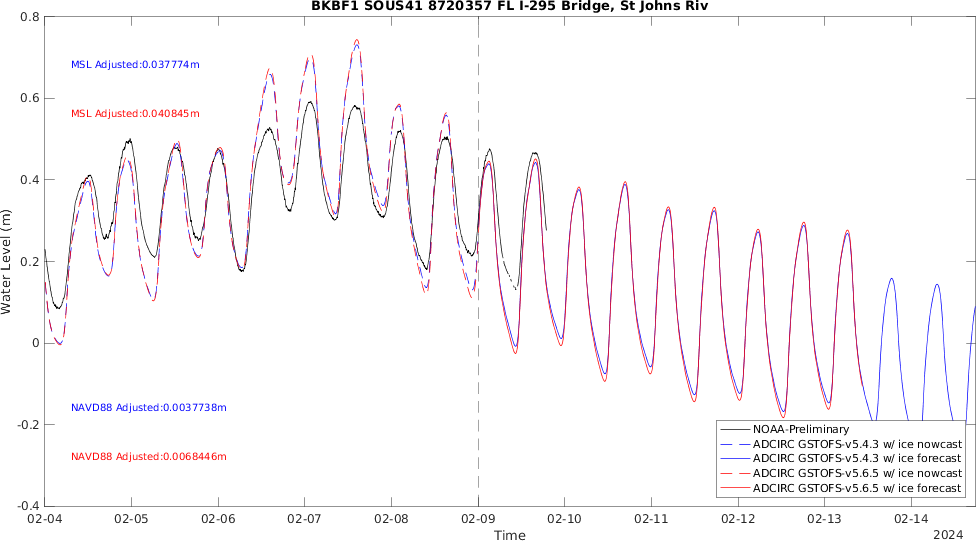 BKBF1 SOUS41 8720357 FL I-295 Bridge, St Johns Riv
0.8
0.6
0.4
0.2
0
-0.2
-0.4
Water Level (m)
MSL Adjusted:0.037774m
MSL Adjusted:0.040845m
NAVD88 Adjusted:0.0037738m
NAVD88 Adjusted:0.0068446m
NOAA-Preliminary
ADCIRC GSTOFS-v5.4.3 w/ ice nowcast
ADCIRC GSTOFS-v5.4.3 w/ ice forecast
ADCIRC GSTOFS-v5.6.5 w/ ice nowcast
ADCIRC GSTOFS-v5.6.5 w/ ice forecast
02-04 02-05 02-06 02-07 02-08 02-09 02-10 02-11 02-12 02-13 02-14
Time
2024